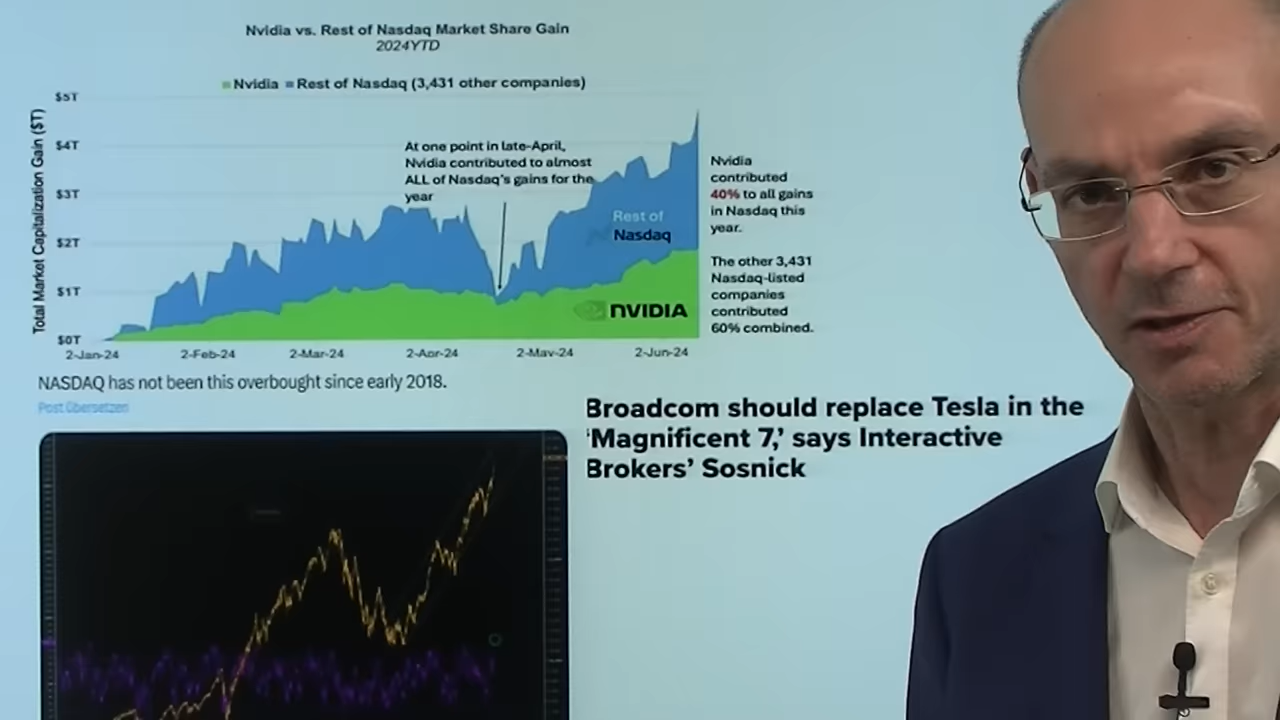 Nvidia vs. Rest of Nasdaq Market Share Gain
2024YTD
Nvidia Rest of Nasdaq (3,431 other companies)
Total Market Capitalization Gain ($T)
$5T
$4T
$3T
$2T
$1T
$0T
At one point in late-April,
Nvidia contributed to almost
ALL of Nasdaq's gains for the
year
Rest of
Nasdaq
NVIDIA
2-Jan-24 2-Feb-24 2-Mar-24 2-Apr-24 2-May-24 2-Jun-24
Nvidia
contributed
40% to all gains
in Nasdaq this
year.
The other 3,431
Nasdaq-listed
companies
contributed
60% combined.
NASDAQ has not been this overbought since early 2018.
Post übersetzen
Broadcom should replace Tesla in the
'Magnificent 7,' says Interactive
Brokers' Sosnick